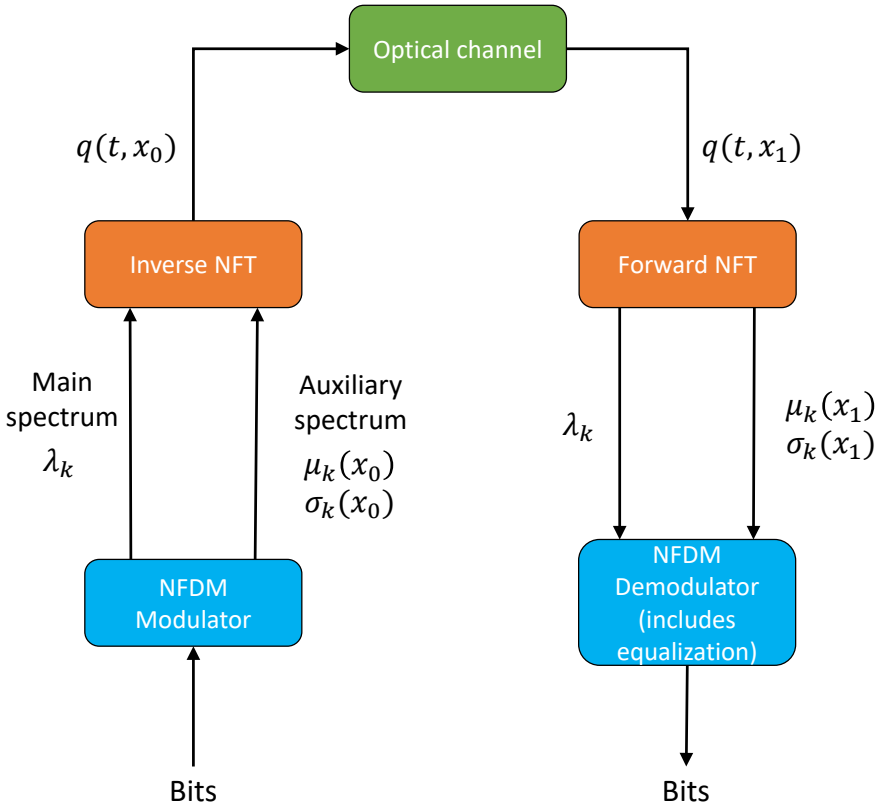 Optical channel
q(t, x₀)
q(t, x₁)
Inverse NFT
Forward NFT
Main
spectrum
λₖ
Auxiliary
spectrum
μₖ(x₀)
σₖ(x₀)
λₖ
μₖ(x₁)
σₖ(x₁)
NFDM
Modulator
NFDM
Demodulator
(includes
equalization)
Bits
Bits